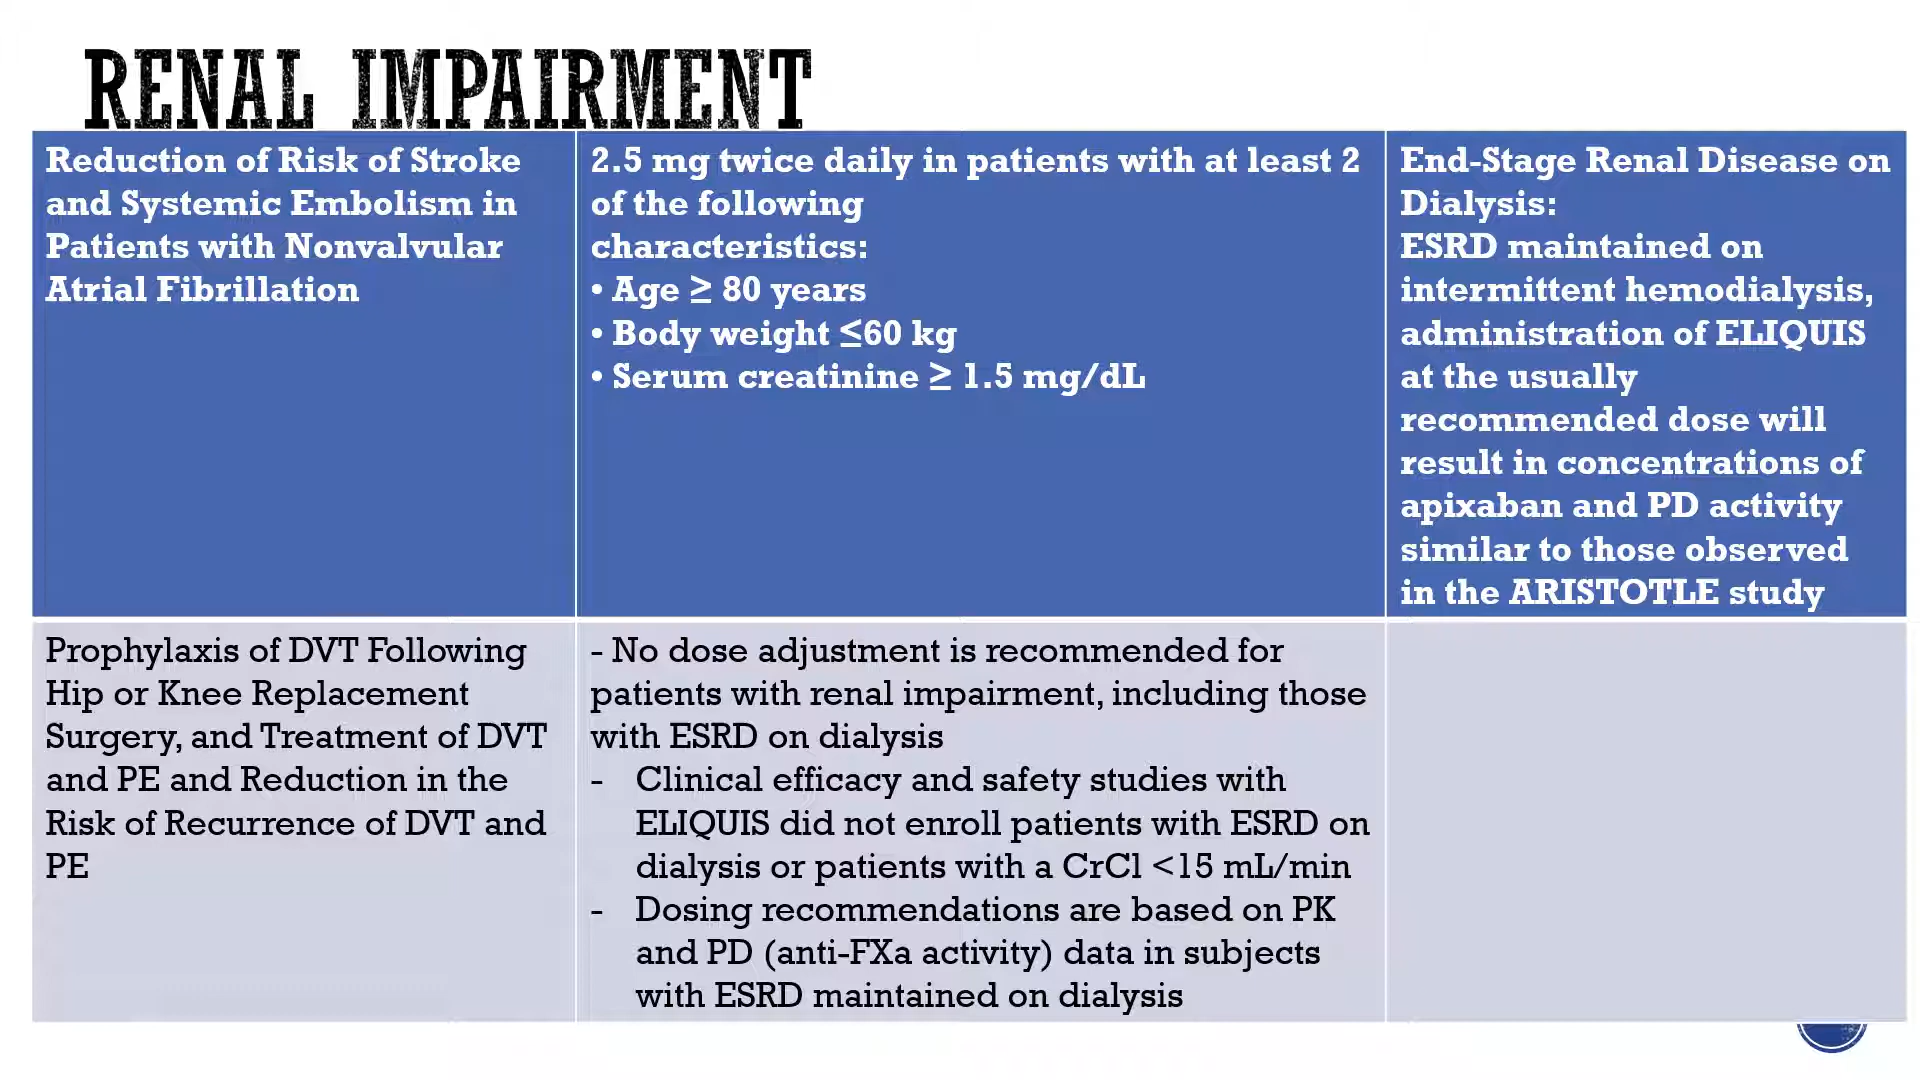 RENAL IMPAIRMENT
Reduction of Risk of Stroke
and Systemic Embolism in
Patients with Nonvalvular
Atrial Fibrillation
2.5 mg twice daily in patients with at least 2
of the following
characteristics:
• Age ≥ 80 years
• Body weight ≤60 kg
• Serum creatinine ≥ 1.5 mg/dL
End-Stage Renal Disease on
Dialysis:
ESRD maintained on
intermittent hemodialysis,
administration of ELIQUIS
at the usually
recommended dose will
result in concentrations of
apixaban and PD activity
similar to those observed
in the ARISTOTLE study
Prophylaxis of DVT Following
Hip or Knee Replacement
Surgery, and Treatment of DVT
and PE and Reduction in the
Risk of Recurrence of DVT and
PE
- No dose adjustment is recommended for
patients with renal impairment, including those
with ESRD on dialysis
- Clinical efficacy and safety studies with
ELIQUIS did not enroll patients with ESRD on
dialysis or patients with a CrCl <15 mL/min
- Dosing recommendations are based on PK
and PD (anti-FXa activity) data in subjects
with ESRD maintained on dialysis